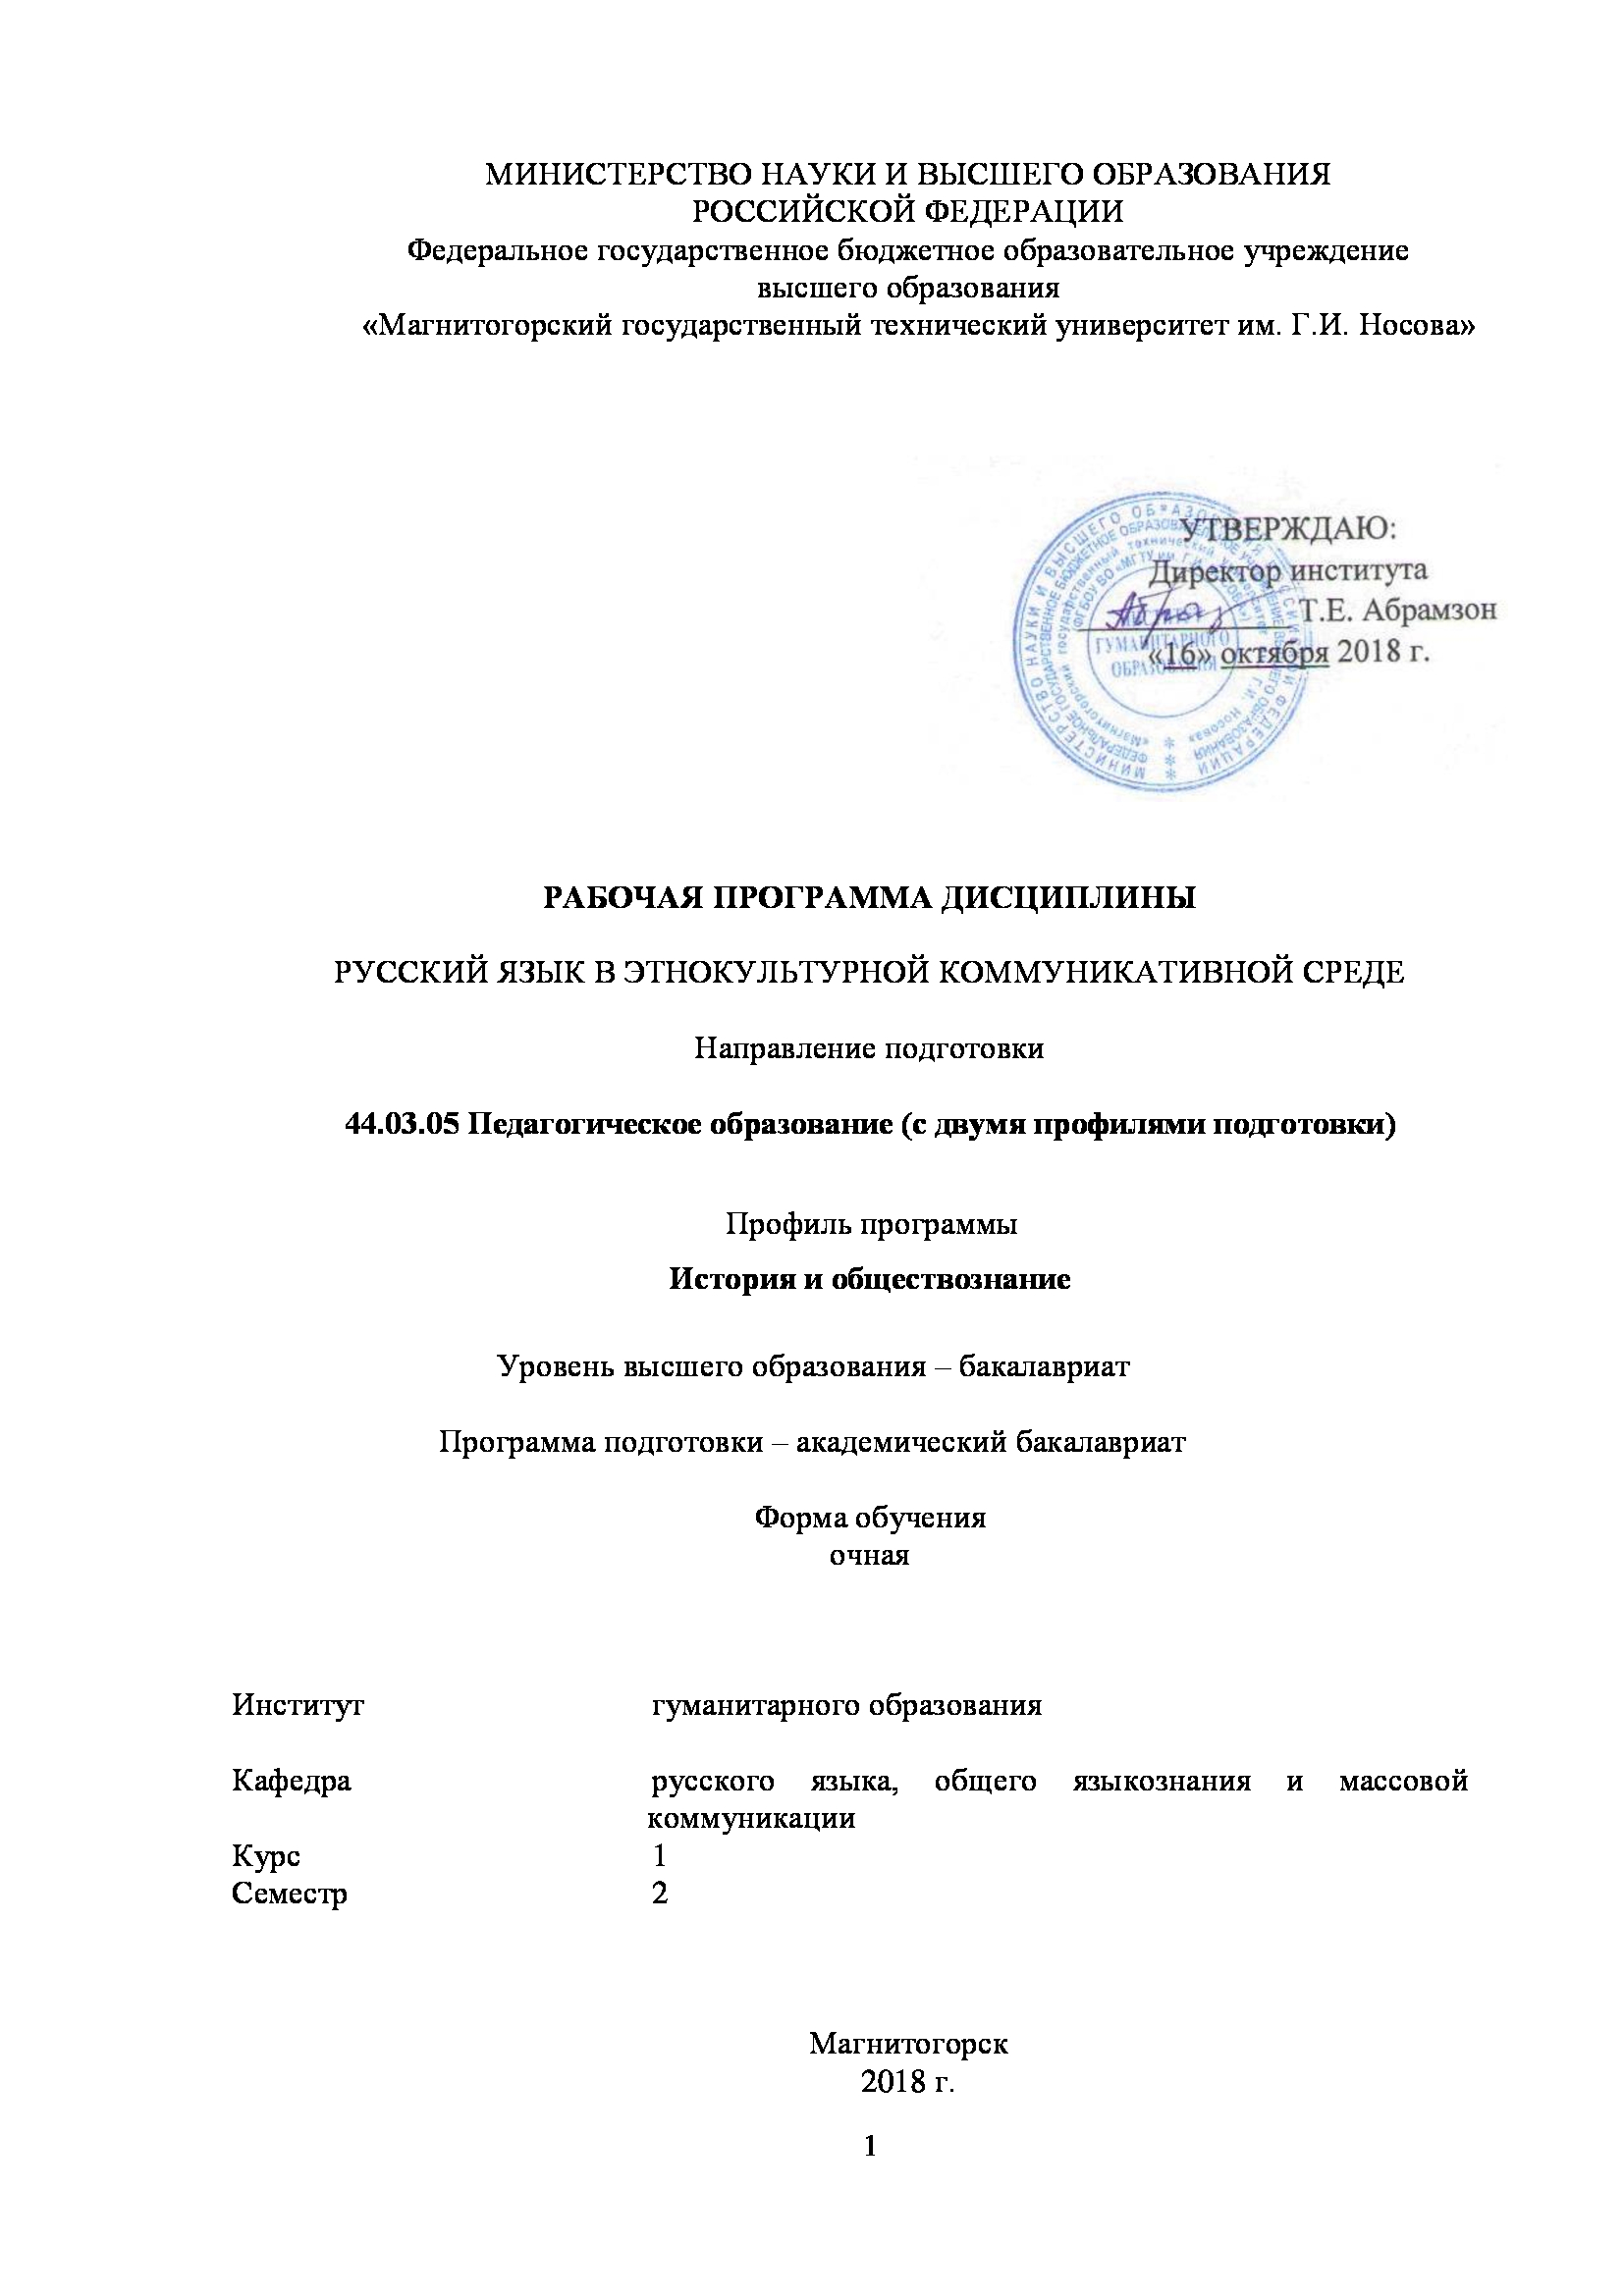 МИНИСТЕРСТВО НАУКИ И ВЫСШЕГО ОБРАЗОВАНИЯ
РОССИЙСКОЙ ФЕДЕРАЦИИ
Федеральное государственное бюджетное образовательное учреждение
высшего образования
«Магнитогорский государственный технический университет им. Г.И. Носова»
УТВЕРЖДАЮ:
Директор института
Т.Е. Абрамзон
«16» октября 2018 г.
ГУМАНИТАРНОГО
ОБРАЗОВАНИЯ
РАБОЧАЯ ПРОГРАММА ДИСЦИПЛИНЫ
РУССКИЙ ЯЗЫК В ЭТНОКУЛЬТУРНОЙ КОММУНИКАТИВНОЙ СРЕДЕ
Направление подготовки
44.03.05 Педагогическое образование (с двумя профилями подготовки)
Профиль программы
История и обществознание
Уровень высшего образования – бакалавриат
Программа подготовки – академический бакалавриат
Форма обучения
очная
Институт гуманитарного образования
Кафедра русского языка, общего языкознания и массовой
коммуникации
Курс 1
Семестр 2
Магнитогорск
2018 г.
1